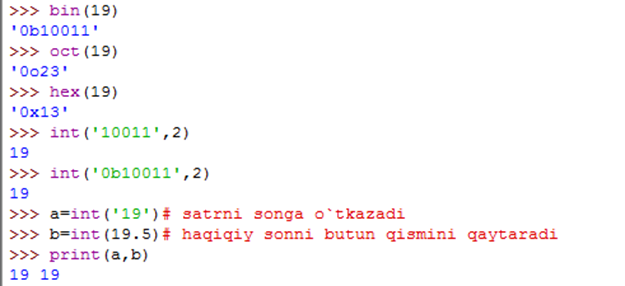 >>> bin(19)
'0b10011'
>>> oct(19)
'0o23'
>>> hex(19)
'0x13'
>>> int('10011',2)
19
>>> int('0b10011',2)
19
>>> a=int('19')# satrni songa o`tkazadi
>>> b=int(19.5)# haqiqiy sonni butun qismini qaytaradi
>>> print(a,b)
19 19